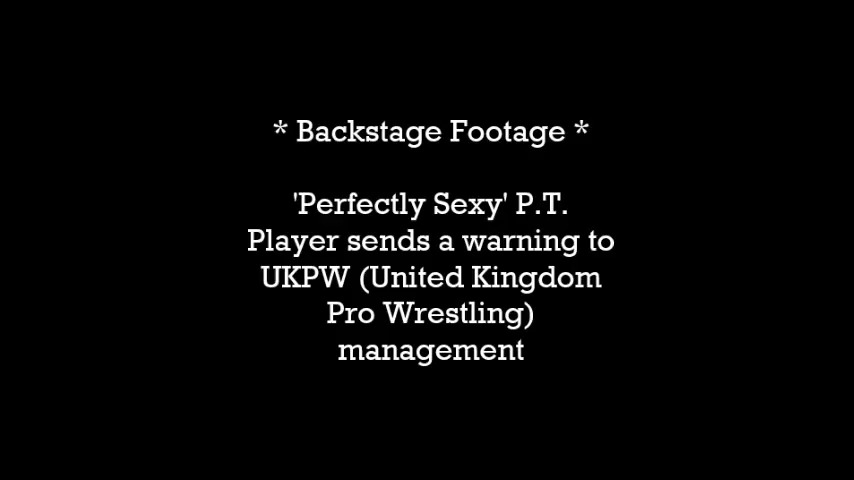 * Backstage Footage *
'Perfectly Sexy' P.T.
Player sends a warning to
UKPW (United Kingdom
Pro Wrestling)
management